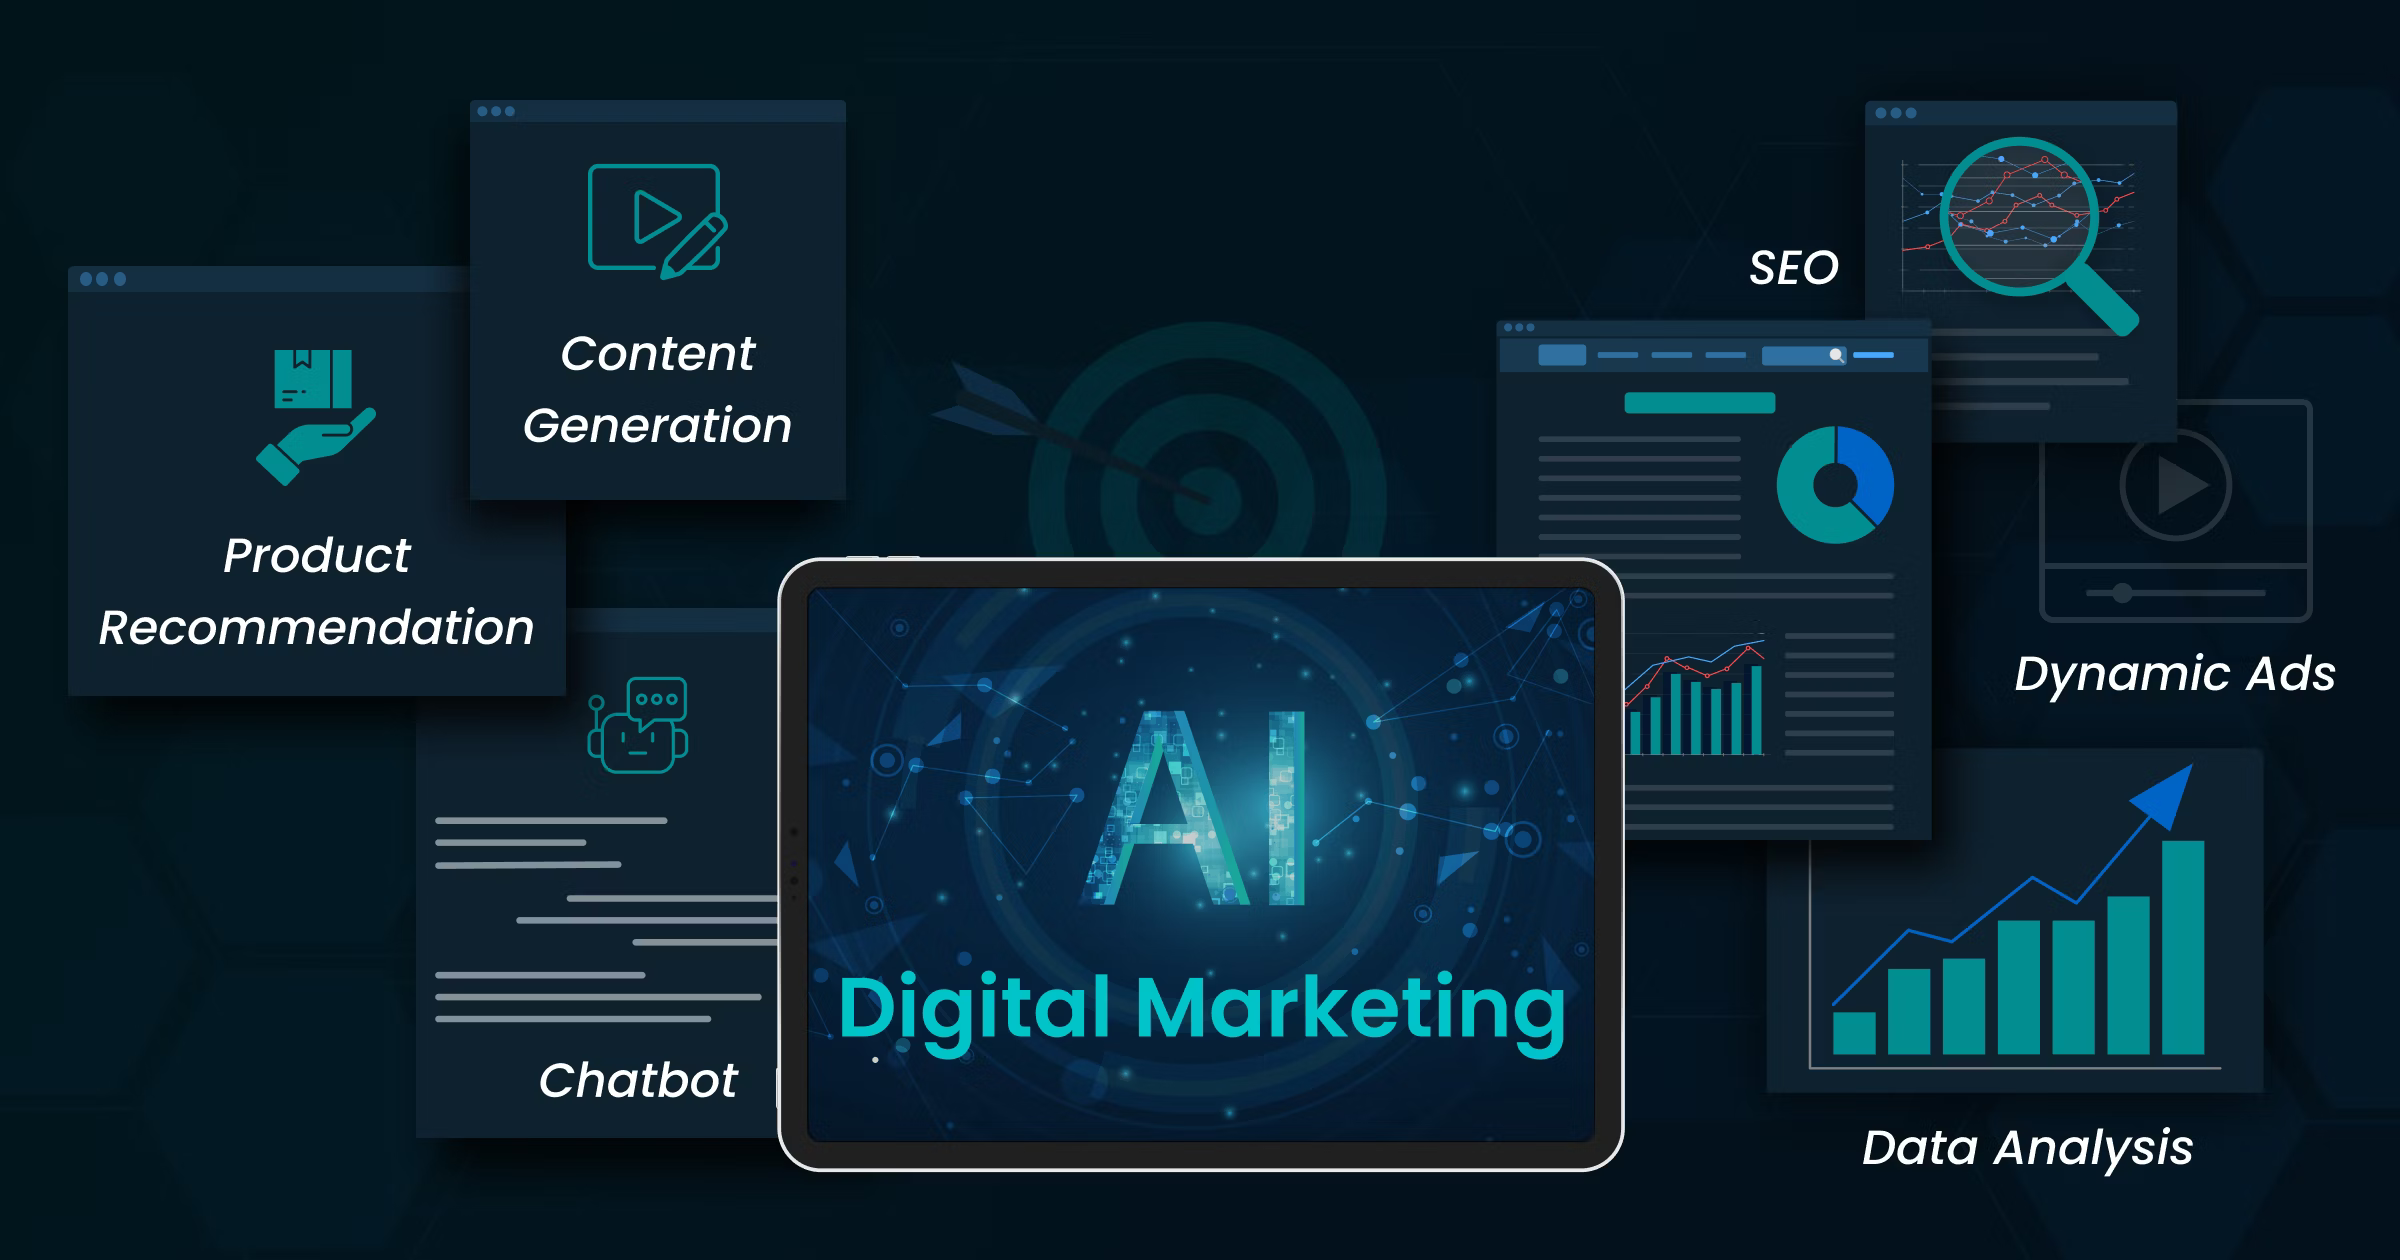 Content
Generation
Product
Recommendation
Chatbot
AI
Digital Marketing
SEO
Dynamic Ads
Data Analysis